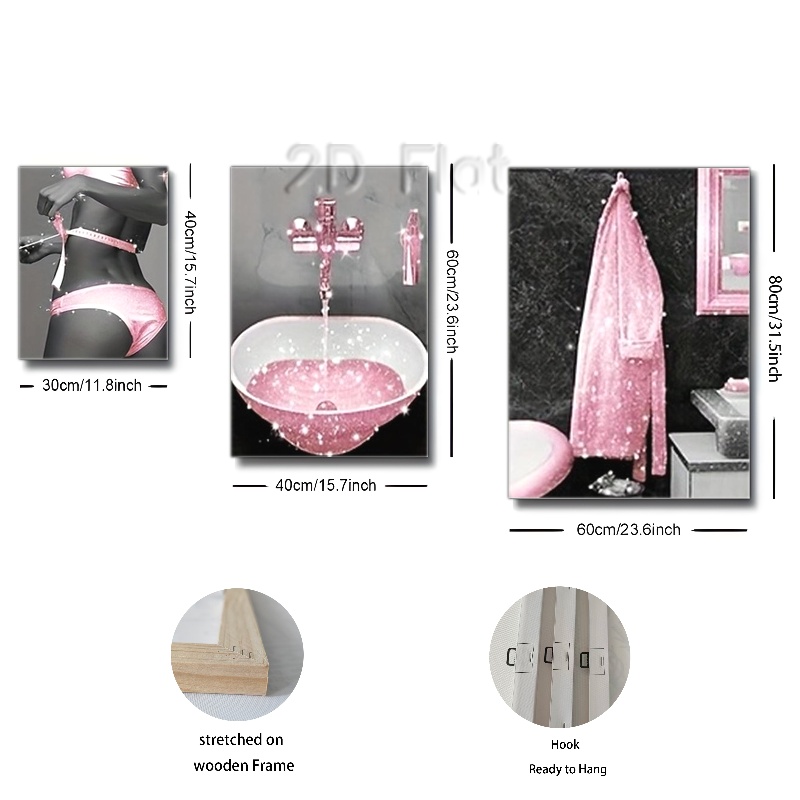 2D Flat
40cm/15.7inch
30cm/11.8inch
60cm/23.6inch
40cm/15.7inch
80cm/31.5inch
60cm/23.6inch
stretched on
wooden Frame
Hook
Ready to Hang